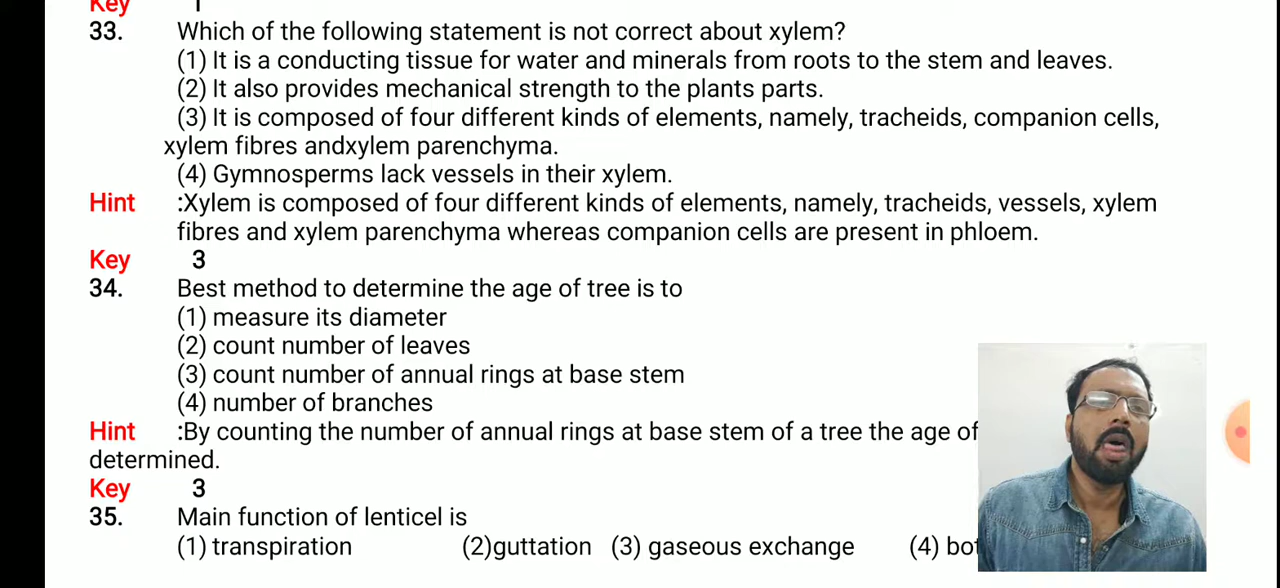 Key 1
33. Which of the following statement is not correct about xylem?
(1) It is a conducting tissue for water and minerals from roots to the stem and leaves.
(2) It also provides mechanical strength to the plants parts.
(3) It is composed of four different kinds of elements, namely, tracheids, companion cells,
xylem fibres andxylem parenchyma.
(4) Gymnosperms lack vessels in their xylem.
Hint :Xylem is composed of four different kinds of elements, namely, tracheids, vessels, xylem
fibres and xylem parenchyma whereas companion cells are present in phloem.
Key 3
34. Best method to determine the age of tree is to
(1) measure its diameter
(2) count number of leaves
(3) count number of annual rings at base stem
(4) number of branches
Hint :By counting the number of annual rings at base stem of a tree the age of
determined.
Key 3
35. Main function of lenticel is
(1) transpiration (2)guttation (3) gaseous exchange (4)